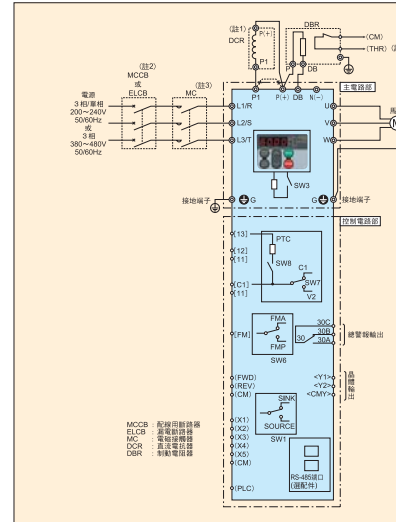 (註1)
DCR
P(+)
P1
DBR
(CM)
(THR)
P
DB
(註2)
MCCB
或
ELCB
(註3)
MC
P1
P(+)
DB
N(−)
主電路部
電源
3相/單相
200~240V
50/60Hz
或
3相
380~480V
50/60Hz
L1/R
L2/S
L3/T
U
V
W
M
SW3
接地端子
G
G
接地端子
控制電路部
[13]
[12]
[11]
[C1]
[11]
PTC
SW8
C1
SW7
V2
[FM]
FMA
FMP
SW6
30C
30B
30
30A
總警報輸出
(FWD)
(REV)
(CM)
<Y1>
<Y2>
<CMY>
晶體輸出
(X1)
(X2)
(X3)
(X4)
(X5)
(CM)
(PLC)
SINK
SOURCE
SW1
RS-485端口
(選配件)
MCCB:配線用斷路器
ELCB:漏電斷路器
MC:電磁接觸器
DCR:直流電抗器
DBR:制動電阻器